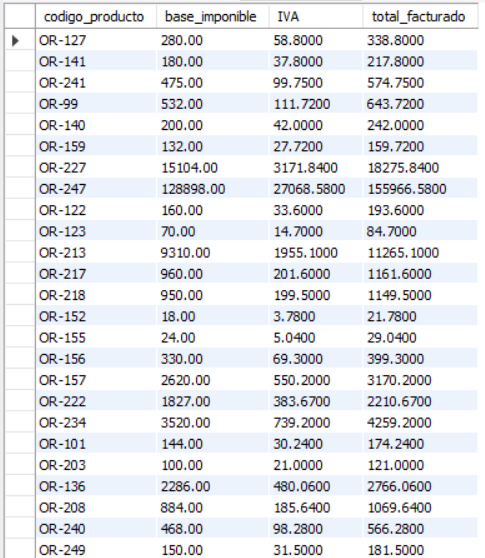 codigo_producto base_imponible IVA total_facturado
OR-127 280.00 58.8000 338.8000
OR-141 180.00 37.8000 217.8000
OR-241 475.00 99.7500 574.7500
OR-99 532.00 111.7200 643.7200
OR-140 200.00 42.0000 242.0000
OR-159 132.00 27.7200 159.7200
OR-227 15104.00 3171.8400 18275.8400
OR-247 128898.00 27068.5800 155966.5800
OR-122 160.00 33.6000 193.6000
OR-123 70.00 14.7000 84.7000
OR-213 9310.00 1955.1000 11265.1000
OR-217 960.00 201.6000 1161.6000
OR-218 950.00 199.5000 1149.5000
OR-152 18.00 3.7800 21.7800
OR-155 24.00 5.0400 29.0400
OR-156 330.00 69.3000 399.3000
OR-157 2620.00 550.2000 3170.2000
OR-222 1827.00 383.6700 2210.6700
OR-234 3520.00 739.2000 4259.2000
OR-101 144.00 30.2400 174.2400
OR-203 100.00 21.0000 121.0000
OR-136 2286.00 480.0600 2766.0600
OR-208 884.00 185.6400 1069.6400
OR-240 468.00 98.2800 566.2800
OR-249 150.00 31.5000 181.5000